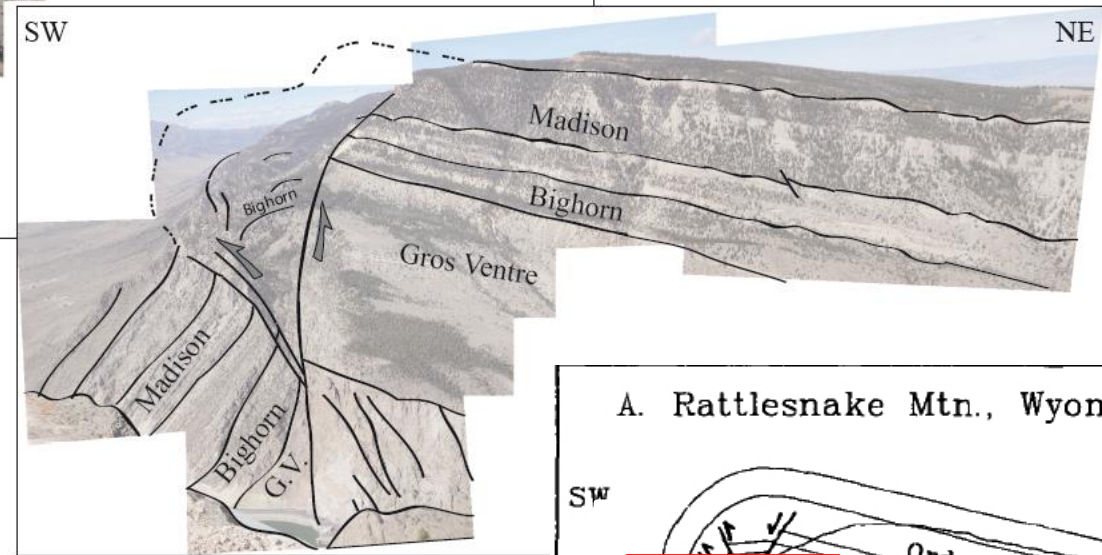 SW
NE
Madison
Bighorn
Bighorn
Gros Ventre
Madison
Bighorn
G.V.
A. Rattlesnake Mtn., Wyon
SW